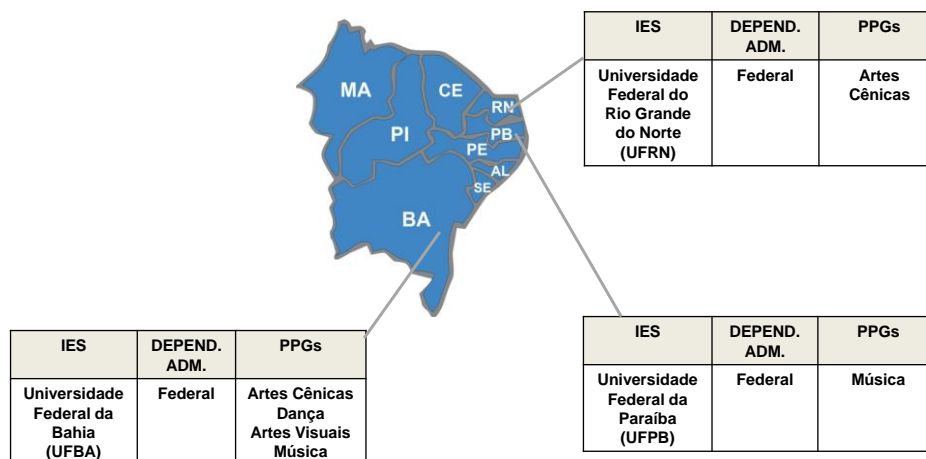 IES DEPEND. ADM. PPGs
Universidade Federal do Rio Grande do Norte (UFRN) Federal Artes Cênicas
MA
CE
RN
PI
PB
PE
AL
SE
BA
IES DEPEND. ADM. PPGs
Universidade Federal da Bahia (UFBA) Federal Artes Cênicas Dança Artes Visuais Música
IES DEPEND. ADM. PPGs
Universidade Federal da Paraíba (UFPB) Federal Música